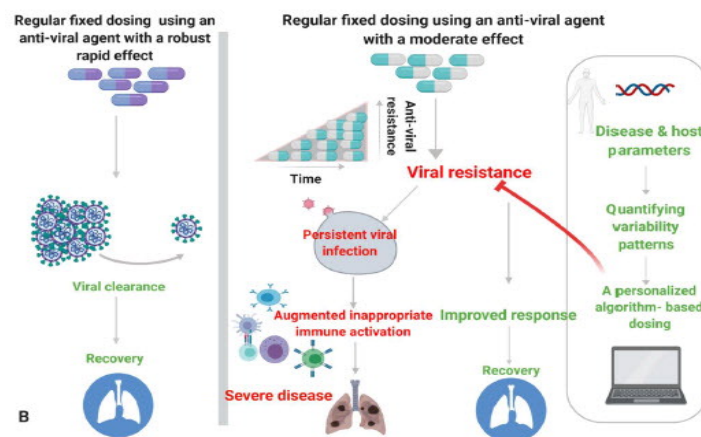 Regular fixed dosing using an
anti-viral agent with a robust
rapid effect
Viral clearance
Recovery
B
Regular fixed dosing using an anti-viral agent
with a moderate effect
Anti-viral
resistance
Time
Viral resistance
Persistent viral
infection
Augmented inappropriate
immune activation
Severe disease
Improved response
Recovery
Disease & host
parameters
Quantifying
variability
patterns
A personalized
algorithm- based
dosing